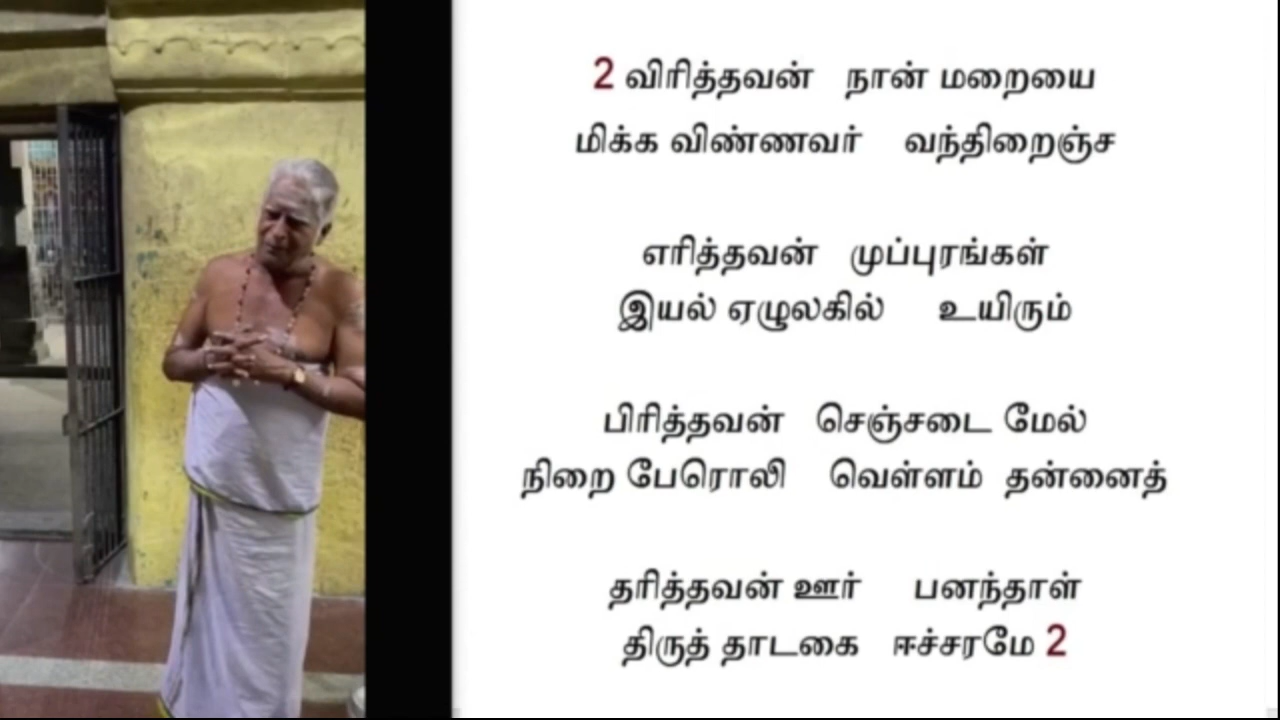 2 விரித்தவன் நான் மறையை
மிக்க விண்ணவர் வந்திறைஞ்ச
எரித்தவன் முப்புரங்கள்
இயல் ஏழுலகில் உயிரும்
பிரித்தவன் செஞ்சடை மேல்
நிறை பேரொலி வெள்ளம் தன்னைத்
தரித்தவன் ஊர் பனந்தாள்
திருத் தாடகை ஈச்சரமே 2